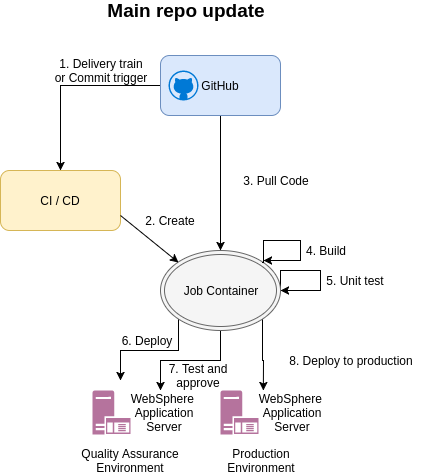 Main repo update
1. Delivery train
or Commit trigger
GitHub
3. Pull Code
CI / CD
2. Create
4. Build
5. Unit test
Job Container
6. Deploy
7. Test and
approve
8. Deploy to production
WebSphere
Application
Server
WebSphere
Application
Server
Quality Assurance
Environment
Production
Environment